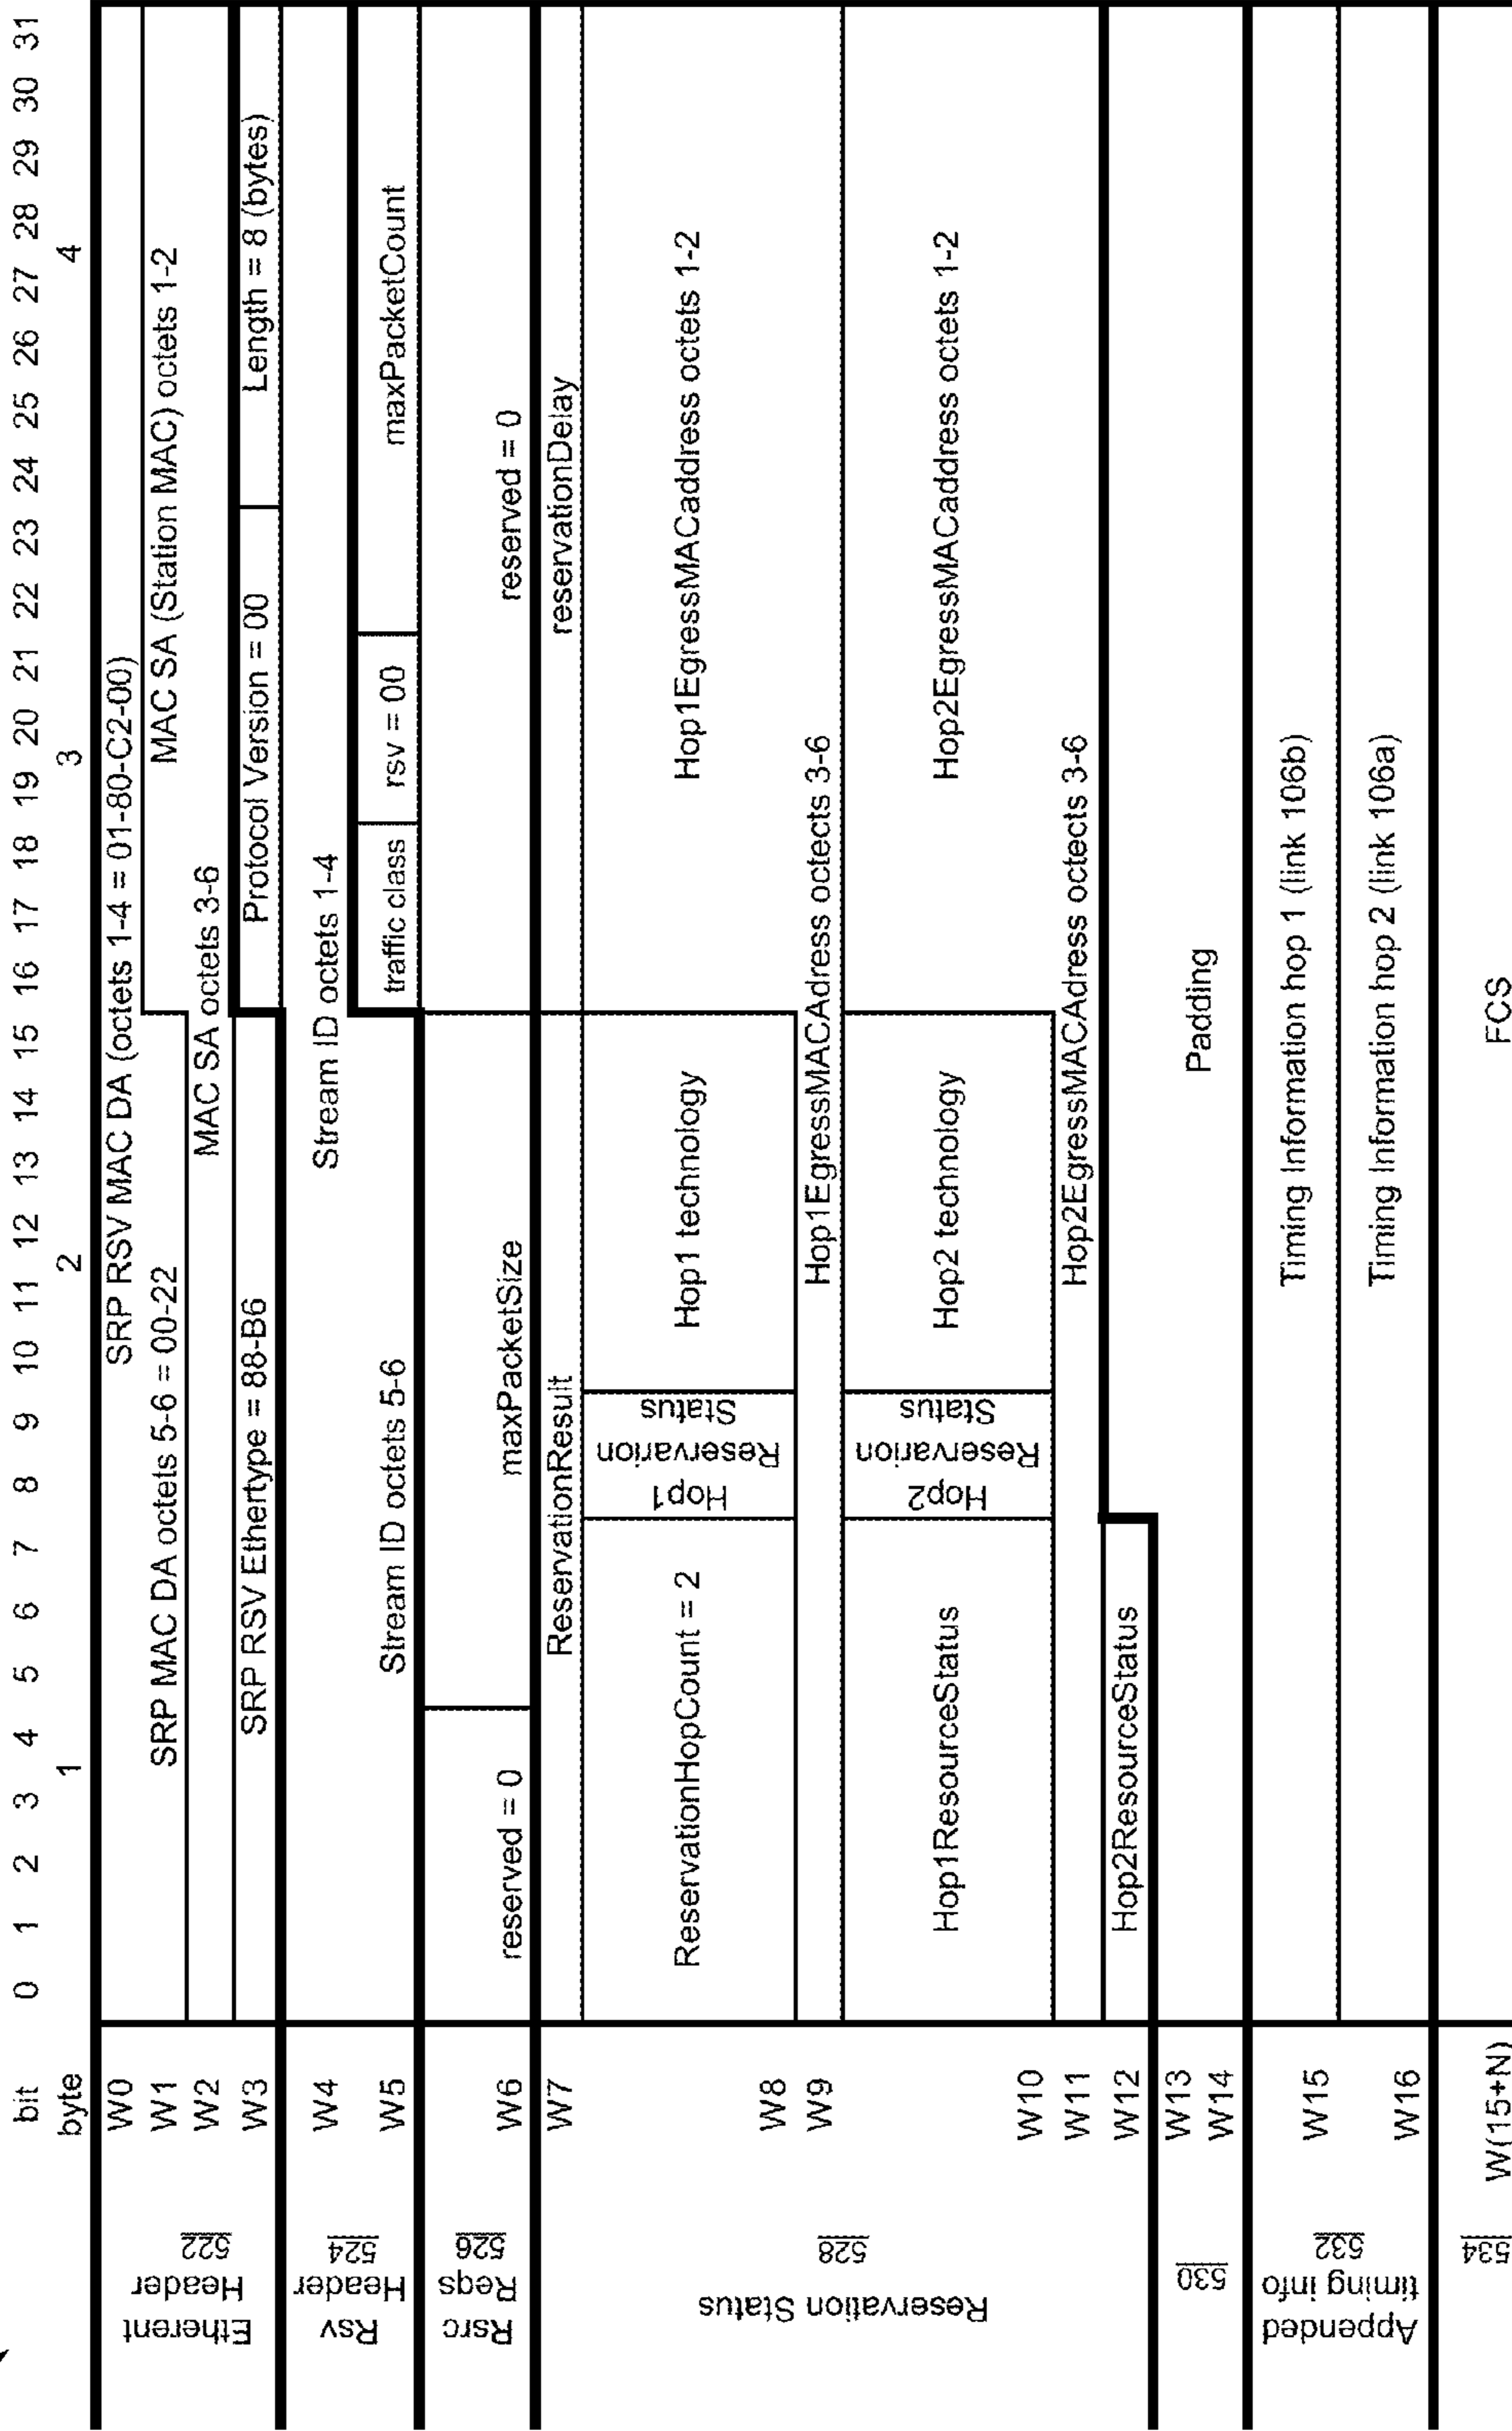 bit 0 1 2 3 4 5 6 7 8 9 10 11 12 13 14 15 16 17 18 19 20 21 22 23 24 25 26 27 28 29 30 31
byte 1 2 3 4
Etherent
Header
522
W0 SRP RSV MAC DA (octets 1-4 = 01-80-C2-00)
W1 SRP MAC DA octets 5-6 = 00-22 MAC SA (Station MAC) octets 1-2
W2 MAC SA octets 3-6
W3 SRP RSV Ethertype = 88-B6 Protocol Version = 00 Length = 8 (bytes)
Rsv
Header
524
W4 Stream ID octets 1-4
W5 Stream ID octets 5-6 traffic class rsv = 00 maxPacketCount
Rsrc
Reqs
526
W6 reserved = 0 maxPacketSize reserved = 0
Reservation Status
528
W7 ReservationResult reservationDelay
W8 ReservationHopCount = 2
Hop1
Reservarion
Status
Hop1 technology Hop1EgressMACaddress octets 1-2
W9 Hop1EgressMACAdress octects 3-6
W10 Hop1ResourceStatus
Hop2
Reservarion
Status
Hop2 technology Hop2EgressMACaddress octets 1-2
W11 Hop2EgressMACAdress octects 3-6
W12 Hop2ResourceStatus
530
W13 Padding
W14
Appended
timing info
532
W15 Timing Information hop 1 (link 106b)
W16 Timing Information hop 2 (link 106a)
534
W(15+N) FCS